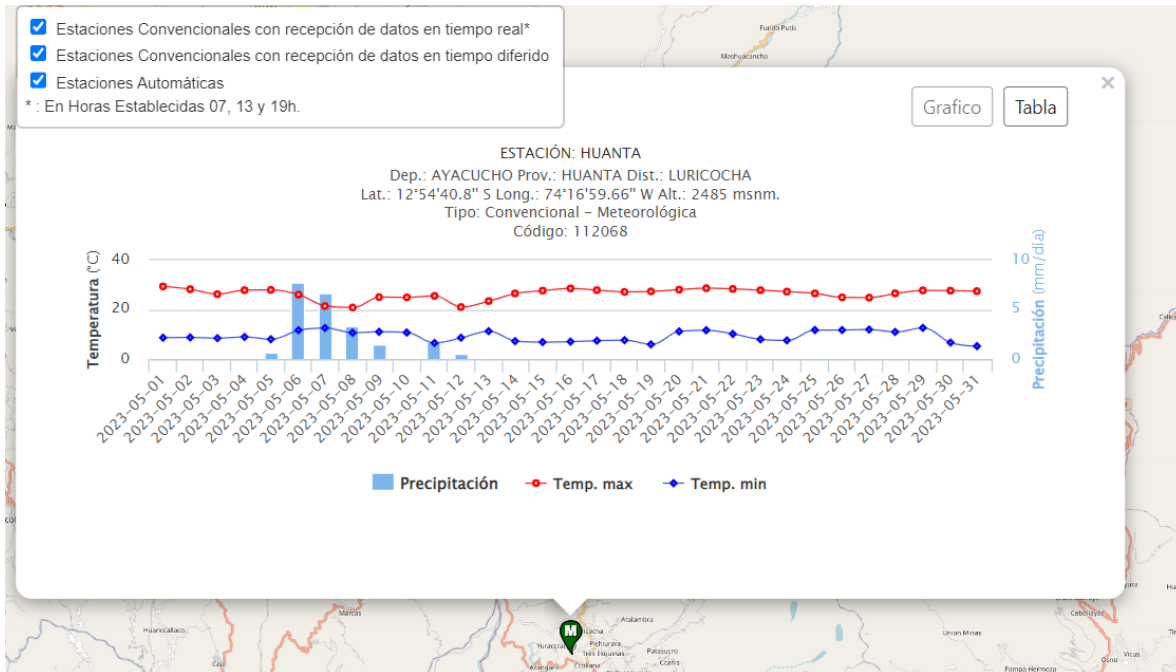 Estaciones Convencionales con recepción de datos en tiempo real*
Estaciones Convencionales con recepción de datos en tiempo diferido
Estaciones Automáticas
* : En Horas Establecidas 07, 13 y 19h.
Fundo Putis
Mashuacancho
×
Grafico
Tabla
ESTACIÓN: HUANTA
Dep.: AYACUCHO Prov.: HUANTA Dist.: LURICOCHA
Lat.: 12°54'40.8" S Long.: 74°16'59.66" W Alt.: 2485 msnm.
Tipo: Convencional - Meteorológica
Código: 112068
Temperatura (°C)
40
20
0
10
5
0
Precipitación (mm/día)
2023-05-01
2023-05-02
2023-05-03
2023-05-04
2023-05-05
2023-05-06
2023-05-07
2023-05-08
2023-05-09
2023-05-10
2023-05-11
2023-05-12
2023-05-13
2023-05-14
2023-05-15
2023-05-16
2023-05-17
2023-05-18
2023-05-19
2023-05-20
2023-05-21
2023-05-22
2023-05-23
2023-05-24
2023-05-25
2023-05-26
2023-05-27
2023-05-28
2023-05-29
2023-05-30
2023-05-31
Precipitación
Temp. max
Temp. min
Marcas
Huanccallaco
M
Atalambra
Pichiurara
Tres Esquinas
Patasucro
Ccollana
Ccañis
Union Minas
Pampa Hermosa
Osno
Vicus